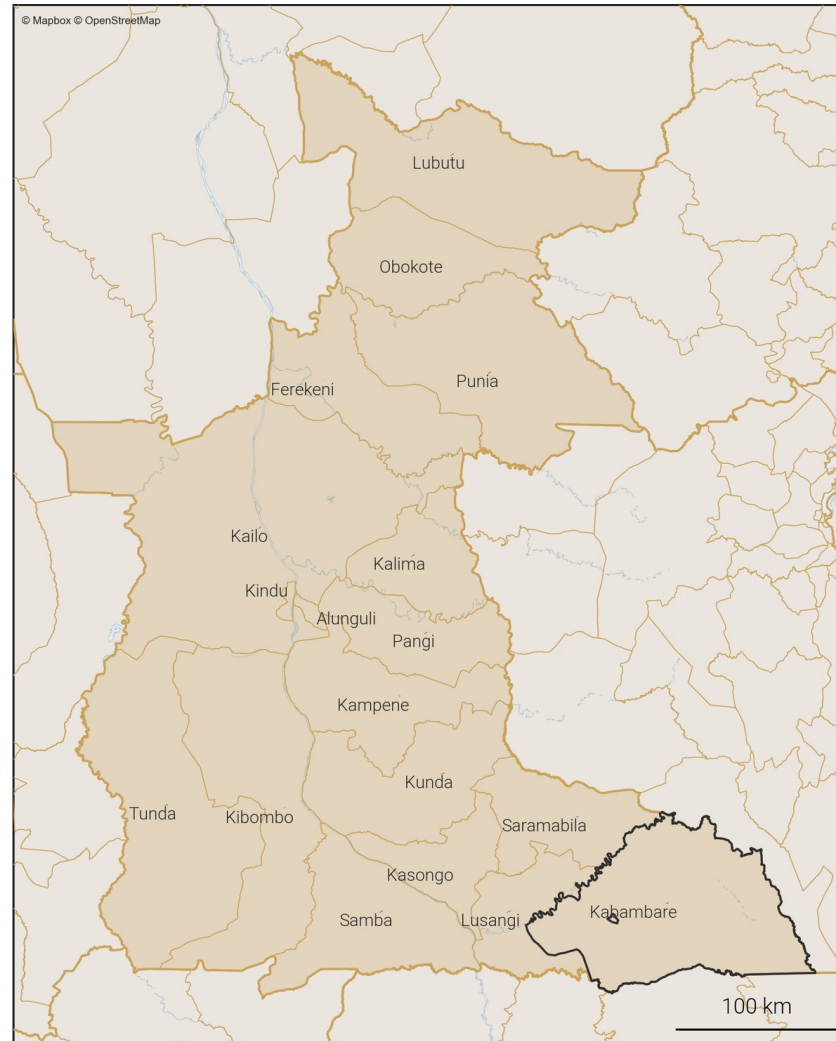 © Mapbox © OpenStreetMap
Lubutu
Obokote
Punia
Ferekeni
Kailo
Kalima
Kindu
Alunguli
Pangi
Kampene
Kunda
Tunda
Kibombo
Saramabila
Kasongo
Samba
Lusangi
Kabambare
100 km